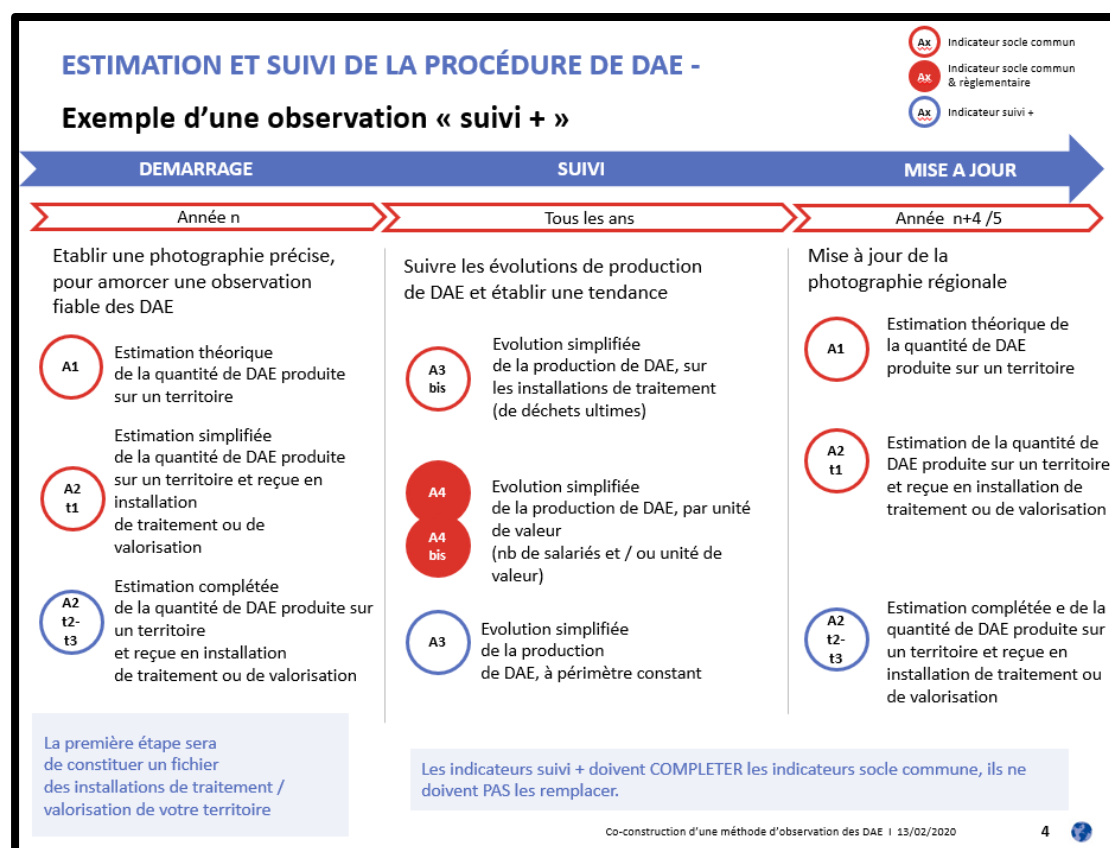 ESTIMATION ET SUIVI DE LA PROCÉDURE DE DAE -
Exemple d'une observation « suivi + »
Ax Indicateur socle commun
Ax Indicateur socle commun
& règlementaire
Ax Indicateur suivi +
DEMARRAGE
SUIVI
MISE A JOUR
Année n
Tous les ans
Année n+4 /5
Etablir une photographie précise,
pour amorcer une observation
fiable des DAE
A1
Estimation théorique
de la quantité de DAE produite
sur un territoire
A2
t1
Estimation simplifiée
de la quantité de DAE produite
sur un territoire et reçue en
installation
de traitement ou de
valorisation
A2
t2-
t3
Estimation complétée
de la quantité de DAE produite sur
un territoire
et reçue en installation
de traitement ou de valorisation
La première étape sera
de constituer un fichier
des installations de traitement /
valorisation de votre territoire
Suivre les évolutions de production
de DAE et établir une tendance
A3
bis
Evolution simplifiée
de la production de DAE, sur
les installations de traitement
(de déchets ultimes)
A4
A4
bis
Evolution simplifiée
de la production de DAE, par unité
de valeur
(nb de salariés et / ou unité de
valeur)
A3
Evolution simplifiée
de la production
de DAE, à périmètre constant
Mise à jour de la
photographie régionale
A1
Estimation théorique de
la quantité de DAE
produite sur un territoire
A2
t1
Estimation de la quantité de
DAE produite sur un territoire
et reçue en installation de
traitement ou de valorisation
A2
t2-
t3
Estimation complétée e de la
quantité de DAE produite sur
un territoire et reçue en
installation de traitement ou
de valorisation
Les indicateurs suivi + doivent COMPLETER les indicateurs socle commune, ils ne
doivent PAS les remplacer.
Co-construction d'une méthode d'observation des DAE I 13/02/2020
4